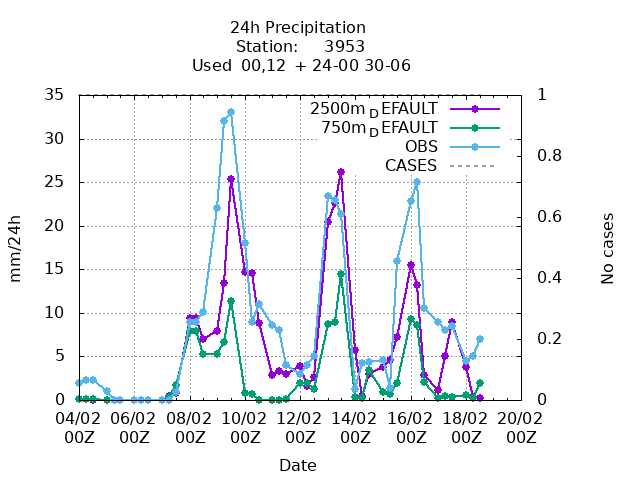 24h Precipitation
Station: 3953
Used 00,12 + 24-00 30-06
35 30 25 20 15 10 5 0
1 0.8 0.6 0.4 0.2 0
mm/24h
No cases
2500m_DEFAULT
750m_DEFAULT
OBS
CASES
04/02 06/02 08/02 10/02 12/02 14/02 16/02 18/02 20/02
00Z 00Z 00Z 00Z 00Z 00Z 00Z 00Z 00Z
Date